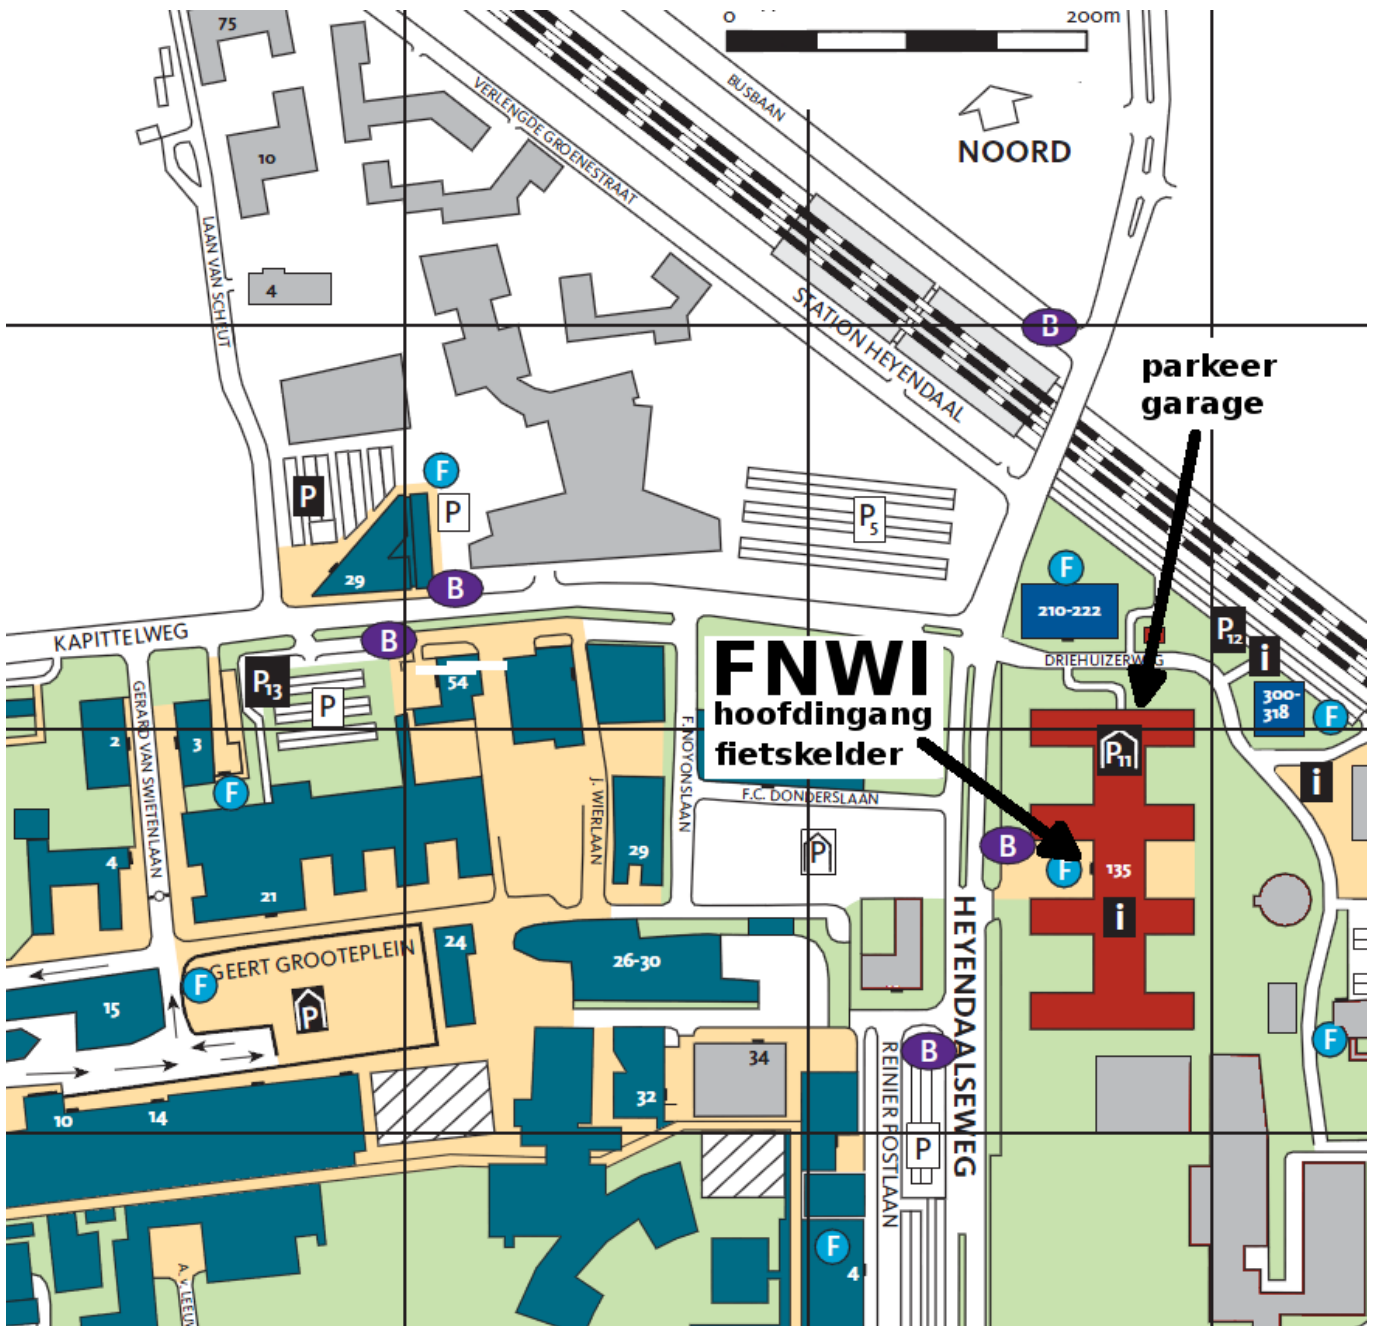 0
200m
75
BUSBAAN
VERLENGDE GROENESTRAAT
NOORD
10
LAAN VAN SCHEUT
4
STATION HEYENDAAL
B
parkeer
garage
F
P
P
P5
29
B
F
210-222
KAPITTELWEG
B
P12
i
DRIEHUIZERWEG
FNWI
hoofdingang
fietskelder
P13
P
54
300-
318
F
GERARD VAN SWIETENLAAN
2
3
F. NOYONSLAAN
P11
i
F
J. WIERLAAN
F.C. DONDERSLAAN
4
29
P
B
F
135
21
i
HEYENDAALSEWEG
GEERT GROOTEPLEIN
24
26-30
F
15
P
REINIER POSTLAAN
B
34
F
32
10
14
P
F
4
A. V. LEEUW